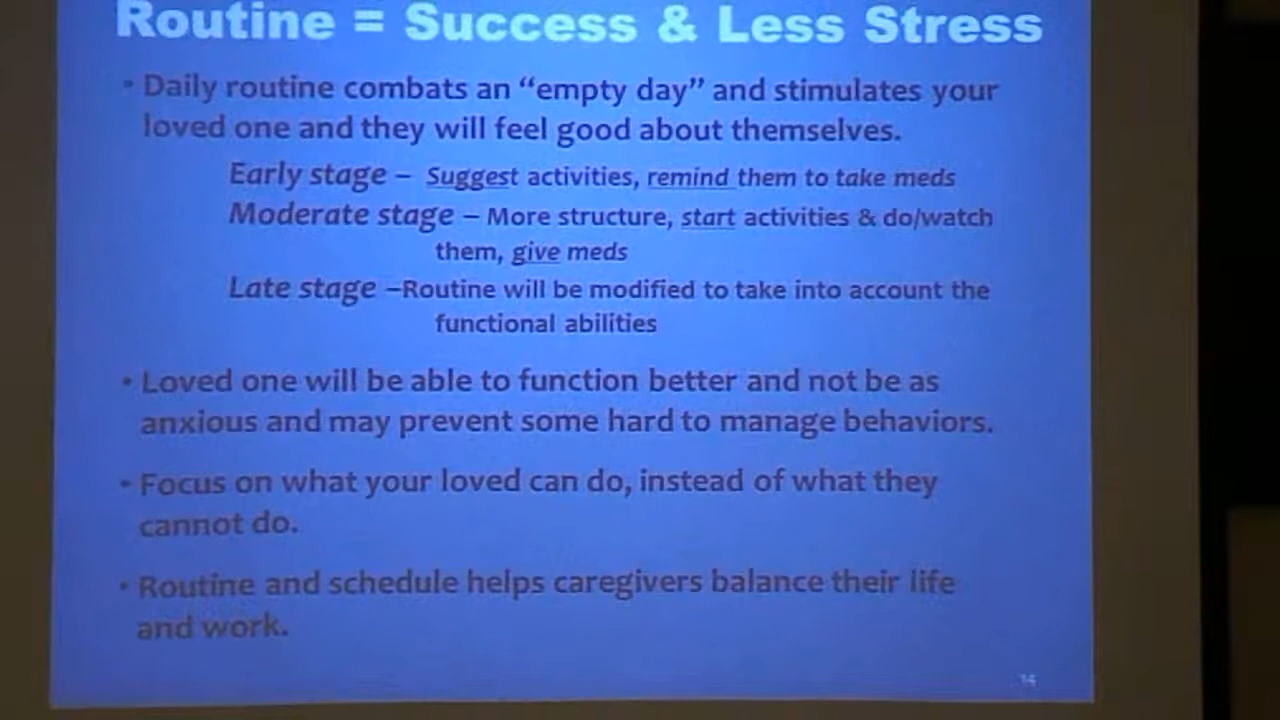 Routine = Success & Less Stress
• Daily routine combats an “empty day” and stimulates your
loved one and they will feel good about themselves.
Early stage – Suggest activities, remind them to take meds
Moderate stage – More structure, start activities & do/watch
them, give meds
Late stage –Routine will be modified to take into account the
functional abilities
• Loved one will be able to function better and not be as
anxious and may prevent some hard to manage behaviors.
• Focus on what your loved can do, instead of what they
cannot do.
• Routine and schedule helps caregivers balance their life
and work.
14